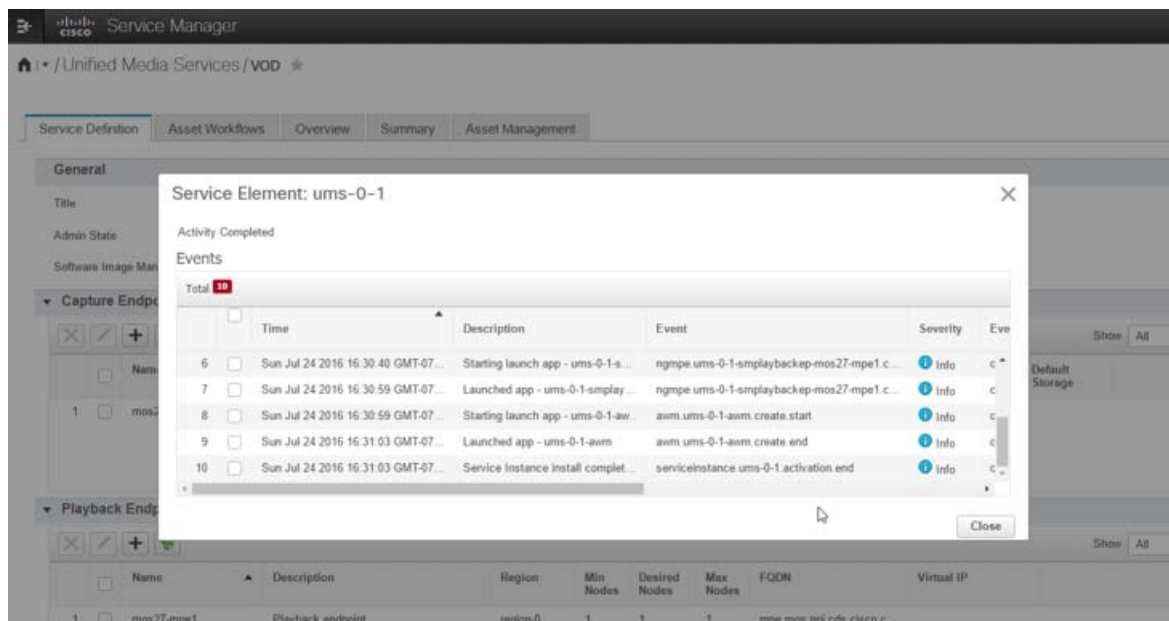 cisco Service Manager
/ Unified Media Services / VOD
Service Definition Asset Workflows Overview Summary Asset Management
General
Title
Admin State
Software Image Man
Service Element: ums-0-1
Activity Completed
Events
Total 10
Time Description Event Severity Eve
6 Sun Jul 24 2016 16:30:40 GMT-07... Starting launch app - ums-0-1-s... ngmpe.ums-0-1-smplaybackep-mos27-mpe1.c... Info c
7 Sun Jul 24 2016 16:30:59 GMT-07... Launched app - ums-0-1-smplay... ngmpe.ums-0-1-smplaybackep-mos27-mpe1.c... Info c
8 Sun Jul 24 2016 16:30:59 GMT-07... Starting launch app - ums-0-1-aw... awm.ums-0-1-awm.create.start Info c
9 Sun Jul 24 2016 16:31:03 GMT-07... Launched app - ums-0-1-awm awm.ums-0-1-awm.create.end Info c
10 Sun Jul 24 2016 16:31:03 GMT-07... Service Instance install complet... serviceinstance.ums-0-1.activation.end Info c
Close
Capture Endpo
Show All
Nam Default Storage
1 mos2
Playback Endp
Show All
Name Description Region Min Nodes Desired Nodes Max Nodes FQDN Virtual IP
1 mos27-mpe1 Playback endpoint region-0 1 1 1